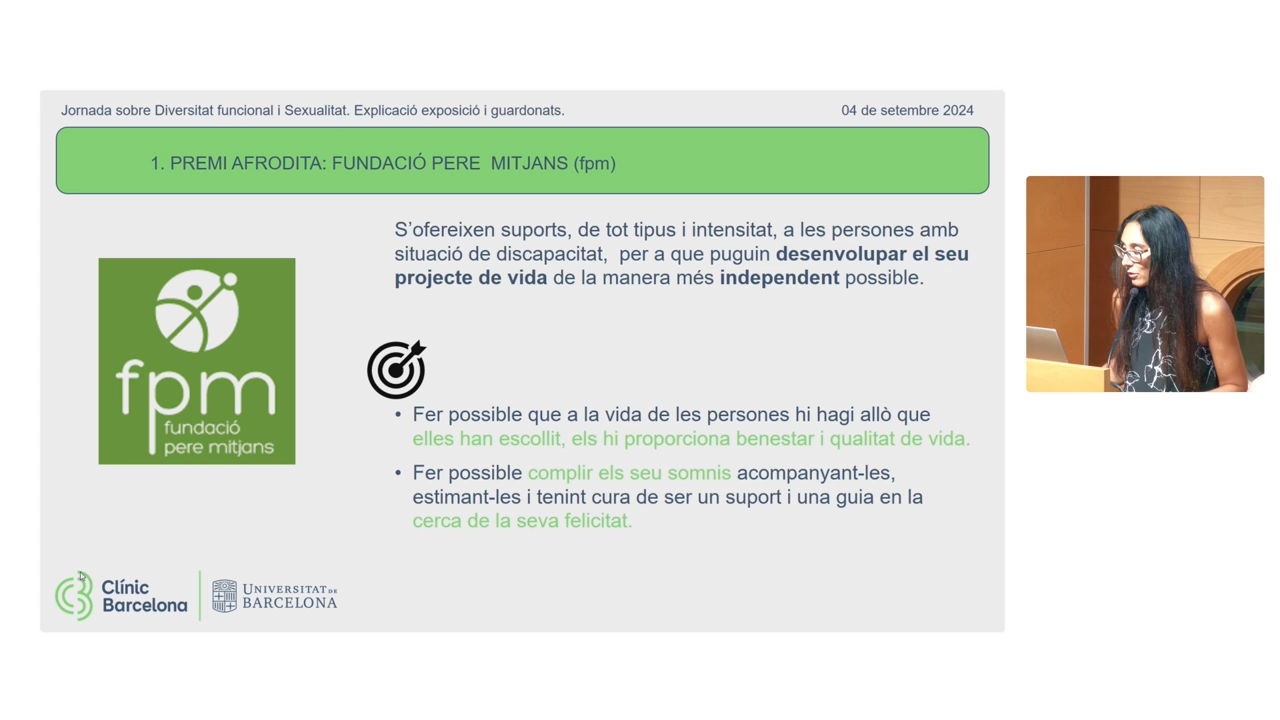 Jornada sobre Diversitat funcional i Sexualitat. Explicació exposició i guardonats.
04 de setembre 2024
1. PREMI AFRODITA: FUNDACIÓ PERE  MITJANS (fpm)
S’ofereixen suports, de tot tipus i intensitat, a les persones amb
situació de discapacitat,  per a que puguin desenvolupar el seu
projecte de vida de la manera més independent possible.
fpm
fundació
pere mitjans
• Fer possible que a la vida de les persones hi hagi allò que
elles han escollit, els hi proporciona benestar i qualitat de vida.
• Fer possible complir els seu somnis acompanyant-les,
estimant-les i tenint cura de ser un suport i una guia en la
cerca de la seva felicitat.
Clínic
Barcelona
UNIVERSITAT DE
BARCELONA